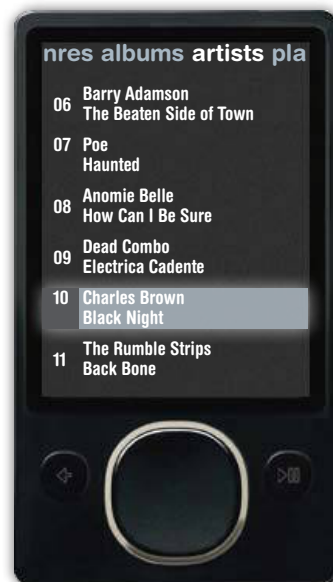 nres albums artists pla
06 Barry Adamson
The Beaten Side of Town
07 Poe
Haunted
08 Anomie Belle
How Can I Be Sure
09 Dead Combo
Electrica Cadente
10 Charles Brown
Black Night
11 The Rumble Strips
Back Bone